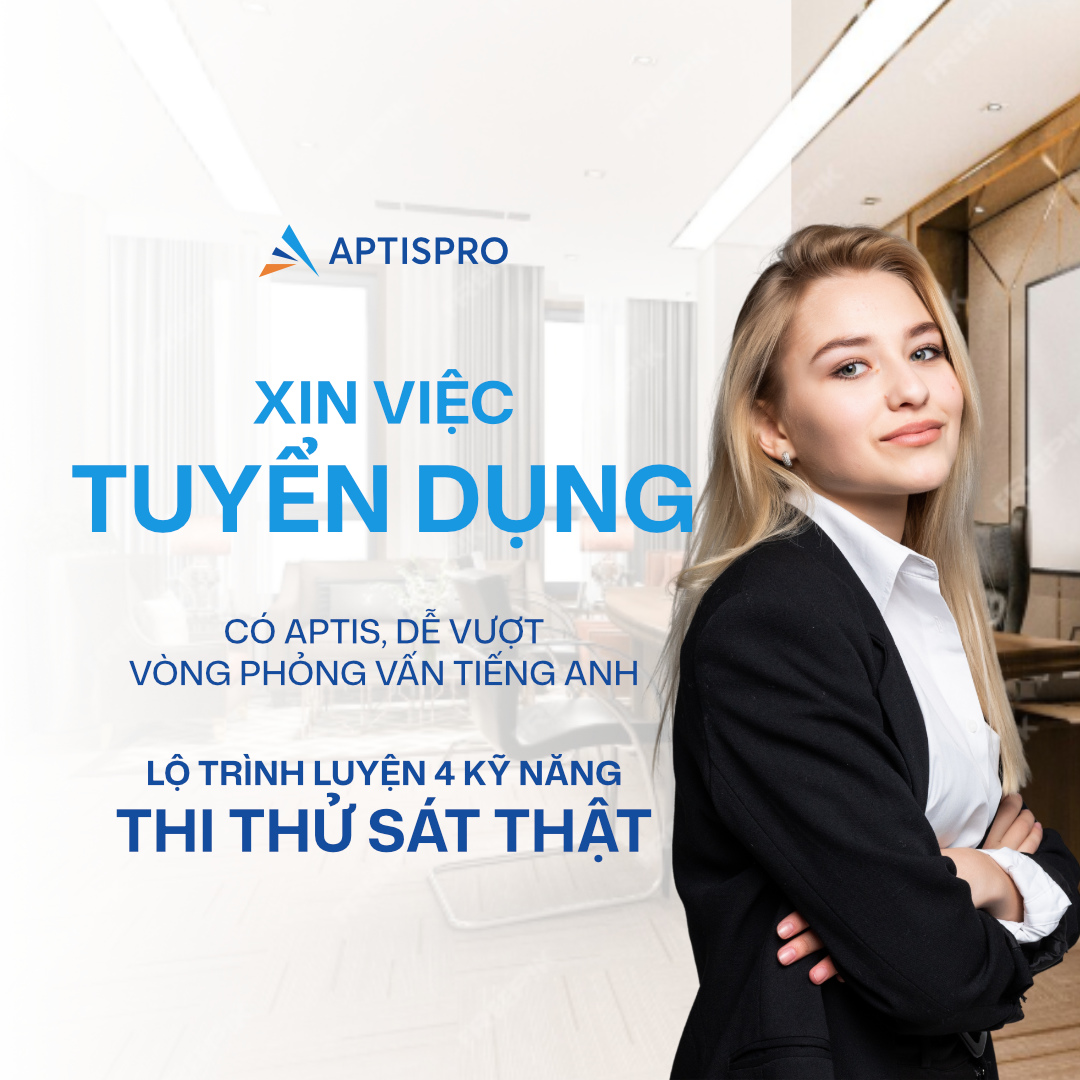 APTISPRO
XIN VIỆC
TUYỂN DỤNG
CÓ APTIS, DỄ VƯỢT
VÒNG PHỎNG VẤN TIẾNG ANH
LỘ TRÌNH LUYỆN 4 KỸ NĂNG
THI THỬ SÁT THẬT